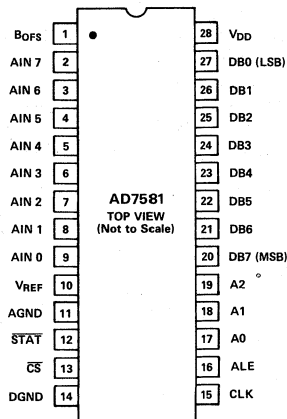 BOFS 1 28 VDD
AIN 7 2 27 DB0 (LSB)
AIN 6 3 26 DB1
AIN 5 4 25 DB2
AIN 4 5 24 DB3
AIN 3 6 23 DB4
AIN 2 7 AD7581 22 DB5
TOP VIEW
AIN 1 8 (Not to Scale) 21 DB6
AIN 0 9 20 DB7 (MSB)
VREF 10 19 A2
AGND 11 18 A1
STAT 12 17 A0
CS 13 16 ALE
DGND 14 15 CLK